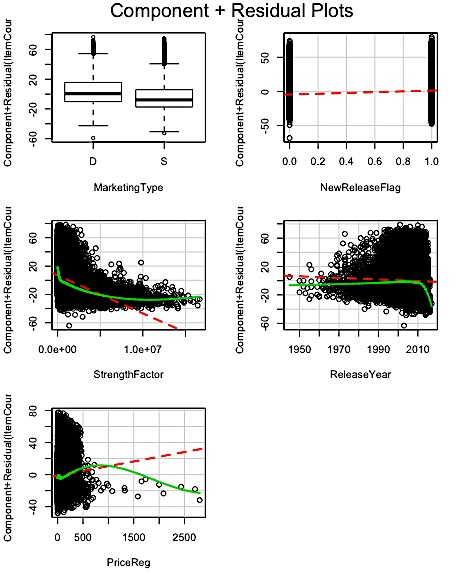 Component + Residual Plots
Component+Residual(ItemCour
60
20
-20
-60
D
S
MarketingType
Component+Residual(ItemCour
50
0
-50
0.0
0.2
0.4
0.6
0.8
1.0
NewReleaseFlag
Component+Residual(ItemCour
60
20
-20
-60
0.0e+00
1.0e+07
StrengthFactor
Component+Residual(ItemCour
60
20
-20
-60
1950
1970
1990
2010
ReleaseYear
Component+Residual(ItemCour
80
40
0
-40
0
500
1500
2500
PriceReg